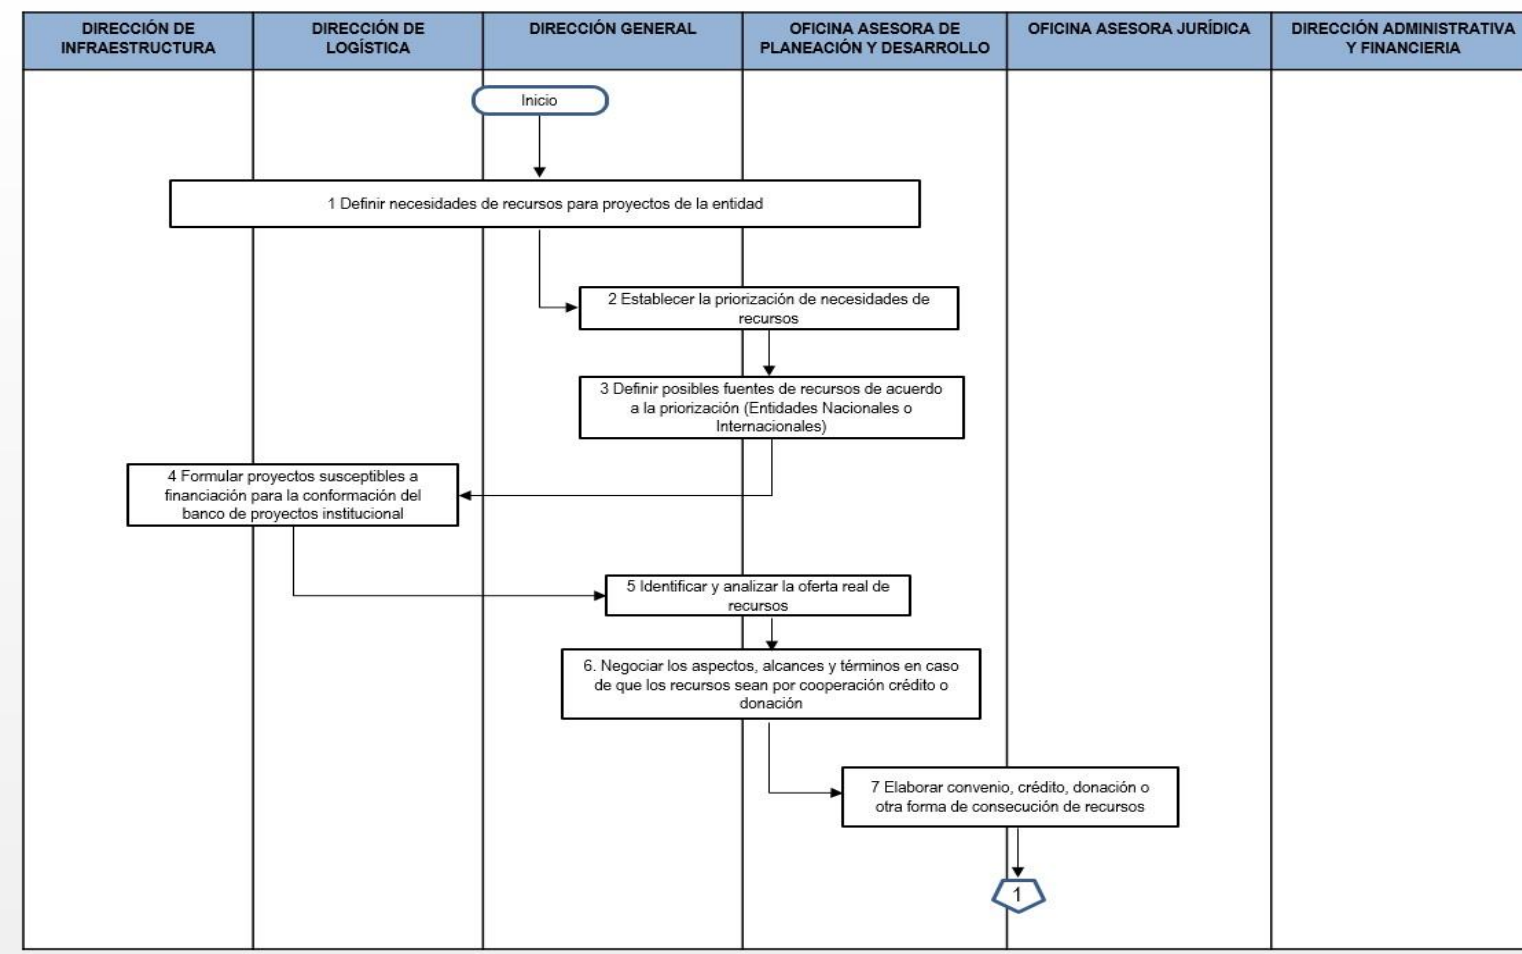 DIRECCIÓN DE
INFRAESTRUCTURA
DIRECCIÓN DE
LOGÍSTICA
DIRECCIÓN GENERAL
OFICINA ASESORA DE
PLANEACIÓN Y DESARROLLO
OFICINA ASESORA JURÍDICA
DIRECCIÓN ADMINISTRATIVA
Y FINANCIERIA
Inicio
1 Definir necesidades de recursos para proyectos de la entidad
2 Establecer la priorización de necesidades de
recursos
3 Definir posibles fuentes de recursos de acuerdo
a la priorización (Entidades Nacionales o
Internacionales)
4 Formular proyectos susceptibles a
financiación para la conformación del
banco de proyectos institucional
5 Identificar y analizar la oferta real de
recursos
6. Negociar los aspectos, alcances y términos en caso
de que los recursos sean por cooperación crédito o
donación
7 Elaborar convenio, crédito, donación o
otra forma de consecución de recursos
1